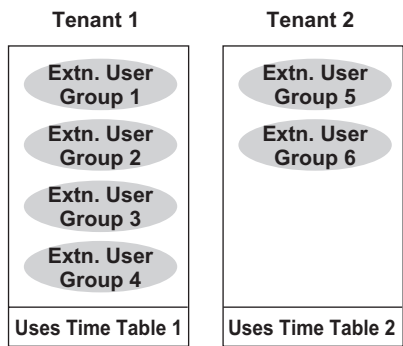 Tenant 1
Extn. User
Group 1
Extn. User
Group 2
Extn. User
Group 3
Extn. User
Group 4
Uses Time Table 1
Tenant 2
Extn. User
Group 5
Extn. User
Group 6
Uses Time Table 2